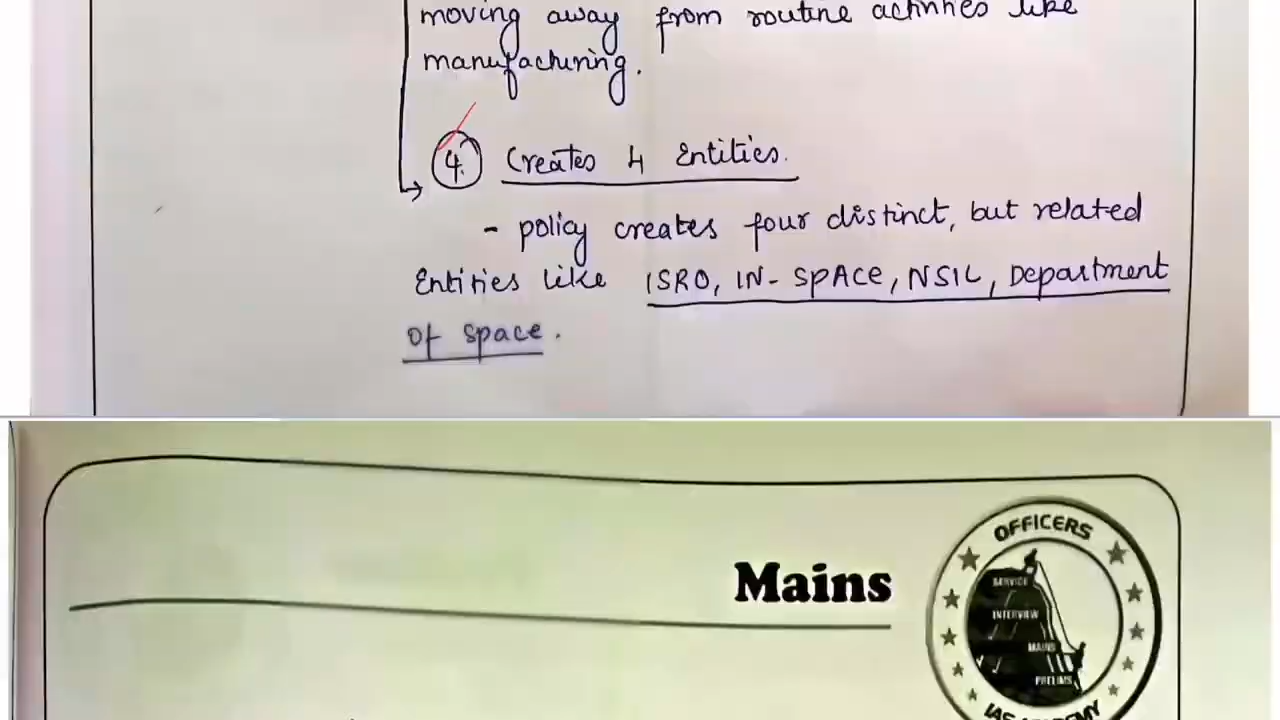 moving away from routine activities like
manufacturing.
4. Creates 4 Entities.
- policy creates four distinct, but related
Entities like ISRO, IN-SPACE, NSIL, Department
of space.
Mains
OFFICERS
SERVICE
INTERVIEW
MAINS
PRELIMS
IAS ACADEMY